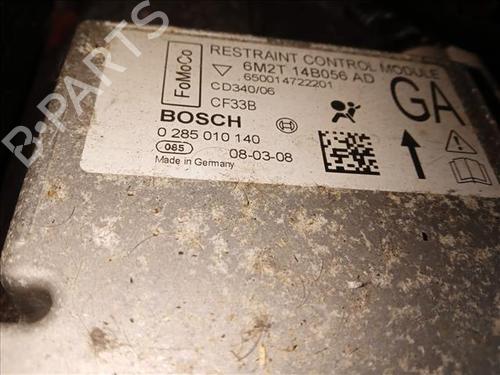 FoMoCo
RESTRAINT CONTROL MODULE
6M2T 14B056 AD
650014722201
CD340/06
CF33B
GA
BOSCH
0 285 010 140
085
08-03-08
Made in Germany
B-PARTS